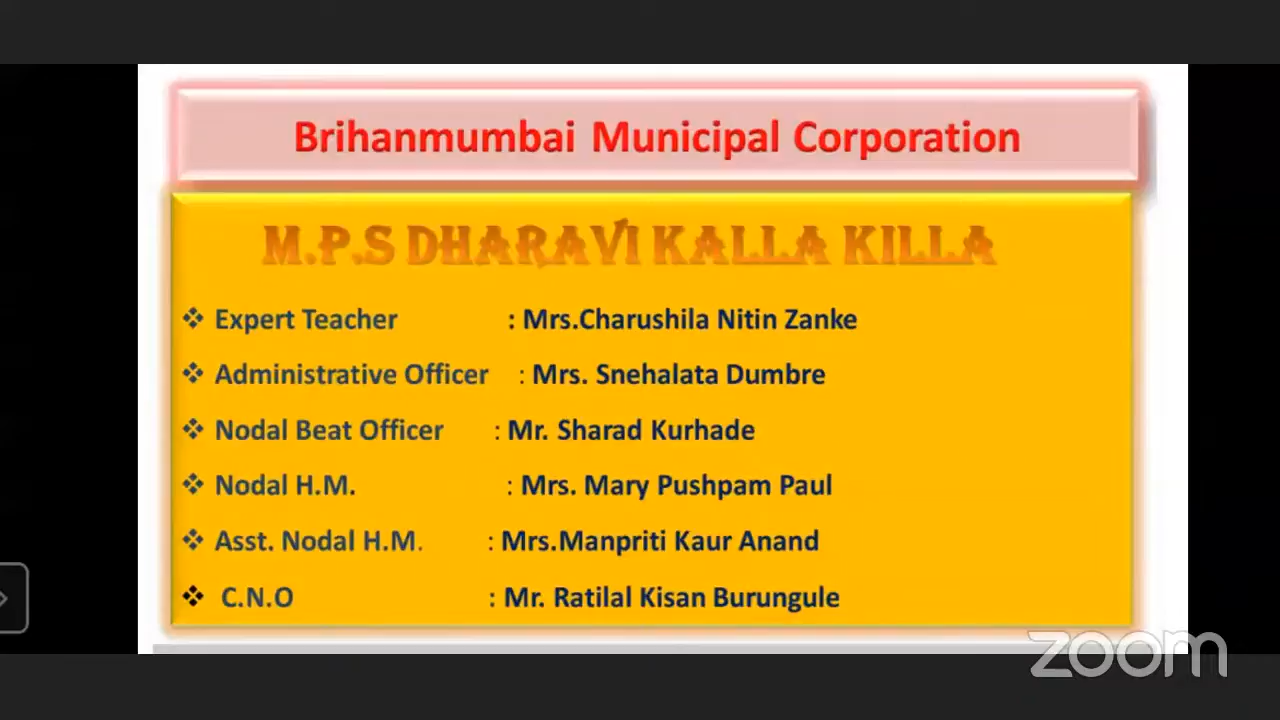 Brihanmumbai Municipal Corporation
M.P.S DHARAVI KALLA KILLA
❖ Expert Teacher : Mrs.Charushila Nitin Zanke
❖ Administrative Officer : Mrs. Snehalata Dumbre
❖ Nodal Beat Officer : Mr. Sharad Kurhade
❖ Nodal H.M. : Mrs. Mary Pushpam Paul
❖ Asst. Nodal H.M. : Mrs.Manpriti Kaur Anand
❖ C.N.O : Mr. Ratilal Kisan Burungule
zoom